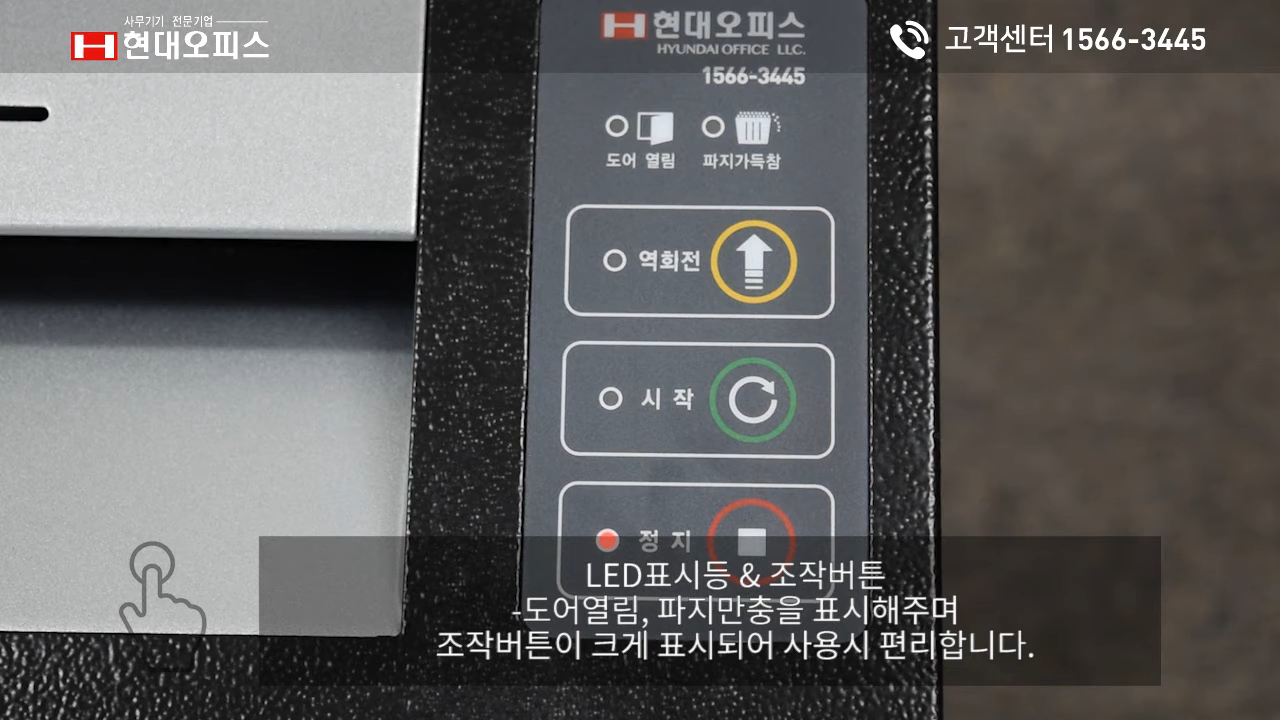 사무기기 전문기업
현대오피스
고객센터 1566-3445
현대오피스
HYUNDAI OFFICE LLC.
1566-3445
도어 열림
파지가득참
역회전
시 작
정 지
LED표시등 & 조작버튼
-도어열림, 파지만충을 표시해주며
조작버튼이 크게 표시되어 사용시 편리합니다.